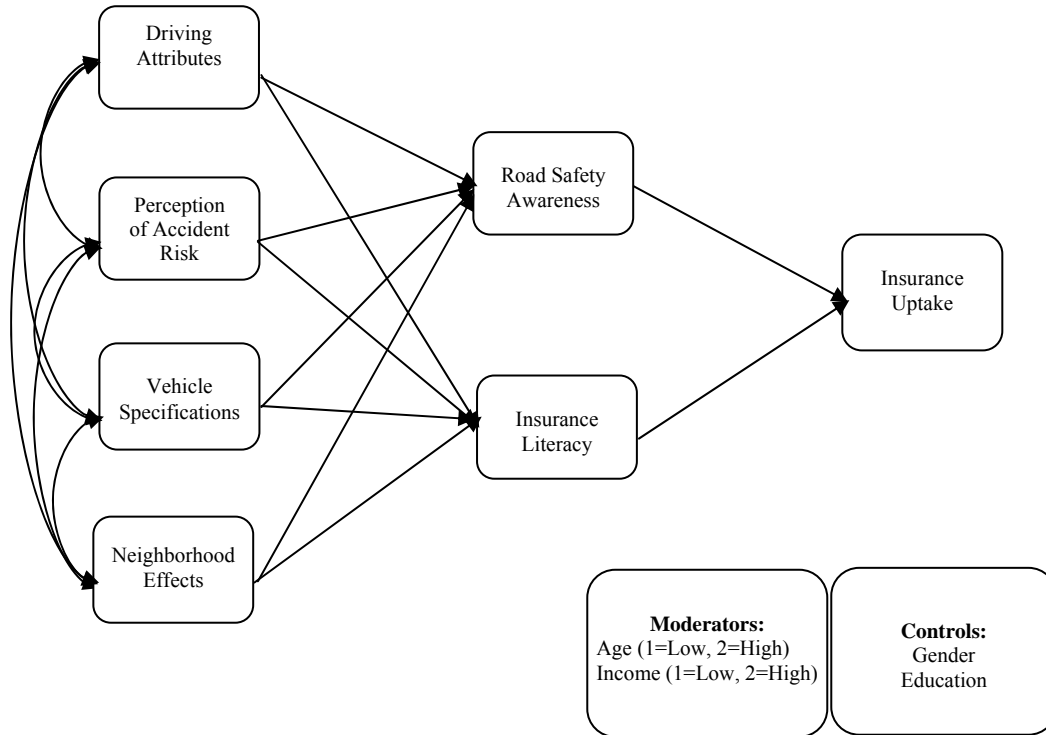 Driving
Attributes
Perception
of Accident
Risk
Vehicle
Specifications
Neighborhood
Effects
Road Safety
Awareness
Insurance
Literacy
Insurance
Uptake
Moderators:
Age (1=Low, 2=High)
Income (1=Low, 2=High)
Controls:
Gender
Education